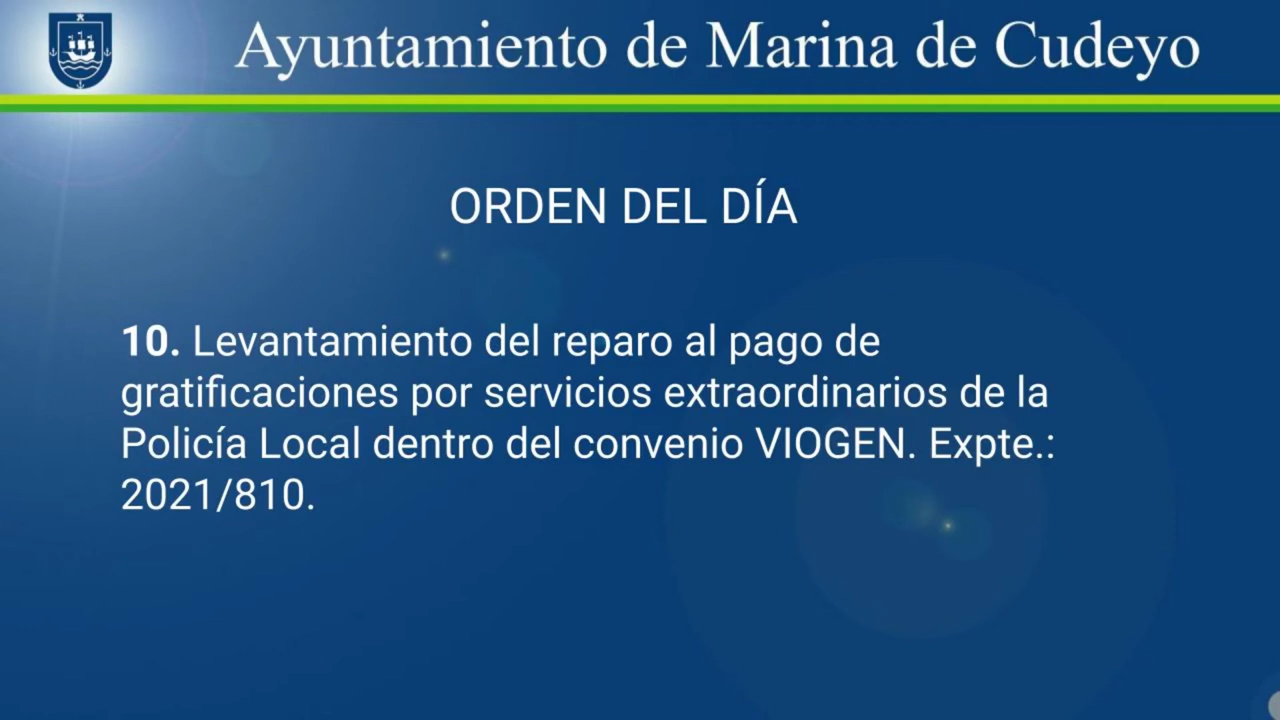 Ayuntamiento de Marina de Cudeyo
ORDEN DEL DÍA
10. Levantamiento del reparo al pago de
gratificaciones por servicios extraordinarios de la
Policía Local dentro del convenio VIOGEN. Expte.:
2021/810.